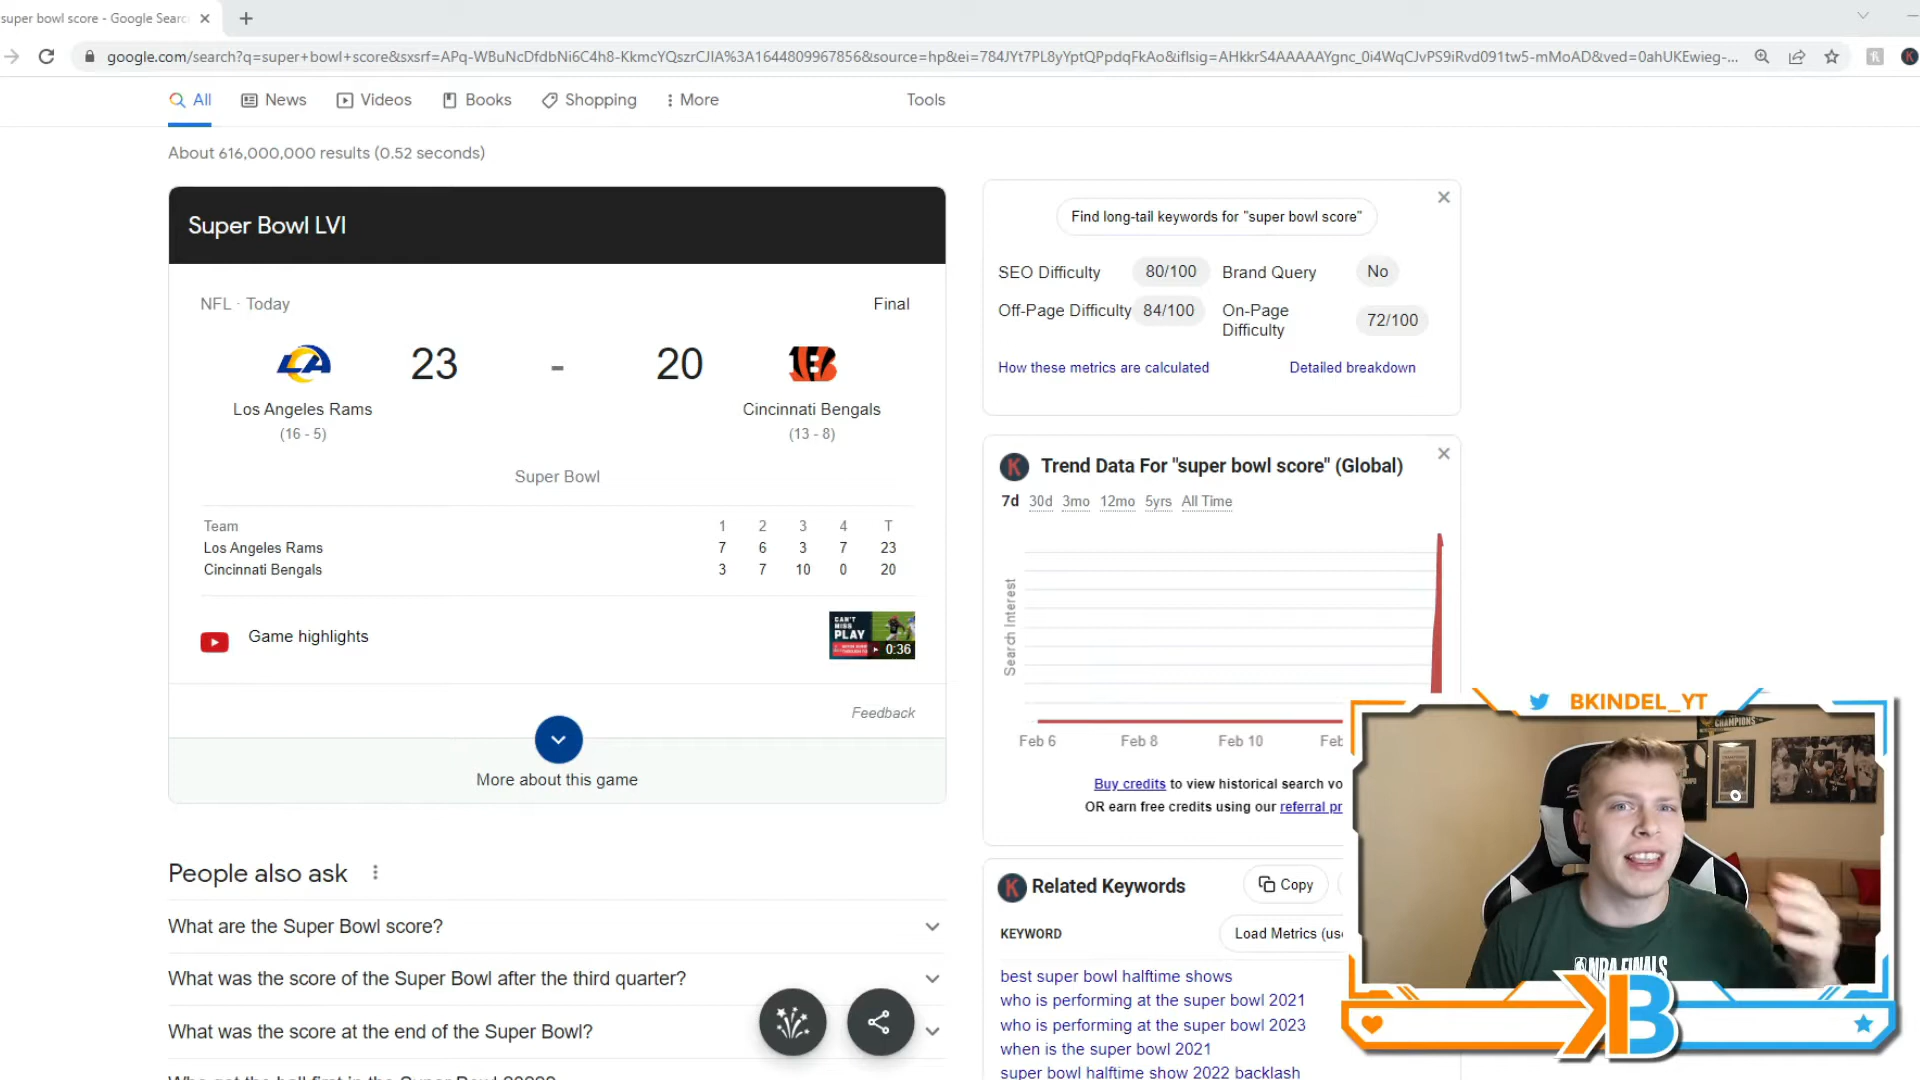 super bowl score - Google Searc
google.com/search?q=super+bowl+score&sxsrf=APq-WBuNcDfdbNi6C4h8-KkmcYQszrCJIA%3A1644809967856&source=hp&ei=784JYt7PL8yYptQPpdqFkAo&iflsig=AHkkrS4AAAAAYgnc_0i4WqCJvPS9iRvd091tw5-mMoAD&ved=0ahUKEwieg-...
All
News
Videos
Books
Shopping
More
Tools
About 616,000,000 results (0.52 seconds)
Super Bowl LVI
NFL · Today
Final
23 - 20
Los Angeles Rams
(16 - 5)
Cincinnati Bengals
(13 - 8)
Super Bowl
Team 1 2 3 4 T
Los Angeles Rams 7 6 3 7 23
Cincinnati Bengals 3 7 10 0 20
Game highlights
CAN'T
MISS
PLAY
0:36
Feedback
More about this game
People also ask
What are the Super Bowl score?
What was the score of the Super Bowl after the third quarter?
What was the score at the end of the Super Bowl?
Find long-tail keywords for "super bowl score"
SEO Difficulty 80/100 Brand Query No
Off-Page Difficulty 84/100 On-Page Difficulty 72/100
How these metrics are calculated
Detailed breakdown
Trend Data For "super bowl score" (Global)
7d 30d 3mo 12mo 5yrs All Time
Search Interest
Feb 6 Feb 8 Feb 10 Feb
Buy credits to view historical search vo
OR earn free credits using our referral pr
Related Keywords
Copy
KEYWORD
Load Metrics (us
best super bowl halftime shows
who is performing at the super bowl 2021
who is performing at the super bowl 2023
when is the super bowl 2021
super bowl halftime show 2022 backlash
BKINDEL_YT
CHAMPIONS
NBA FINALS
KB